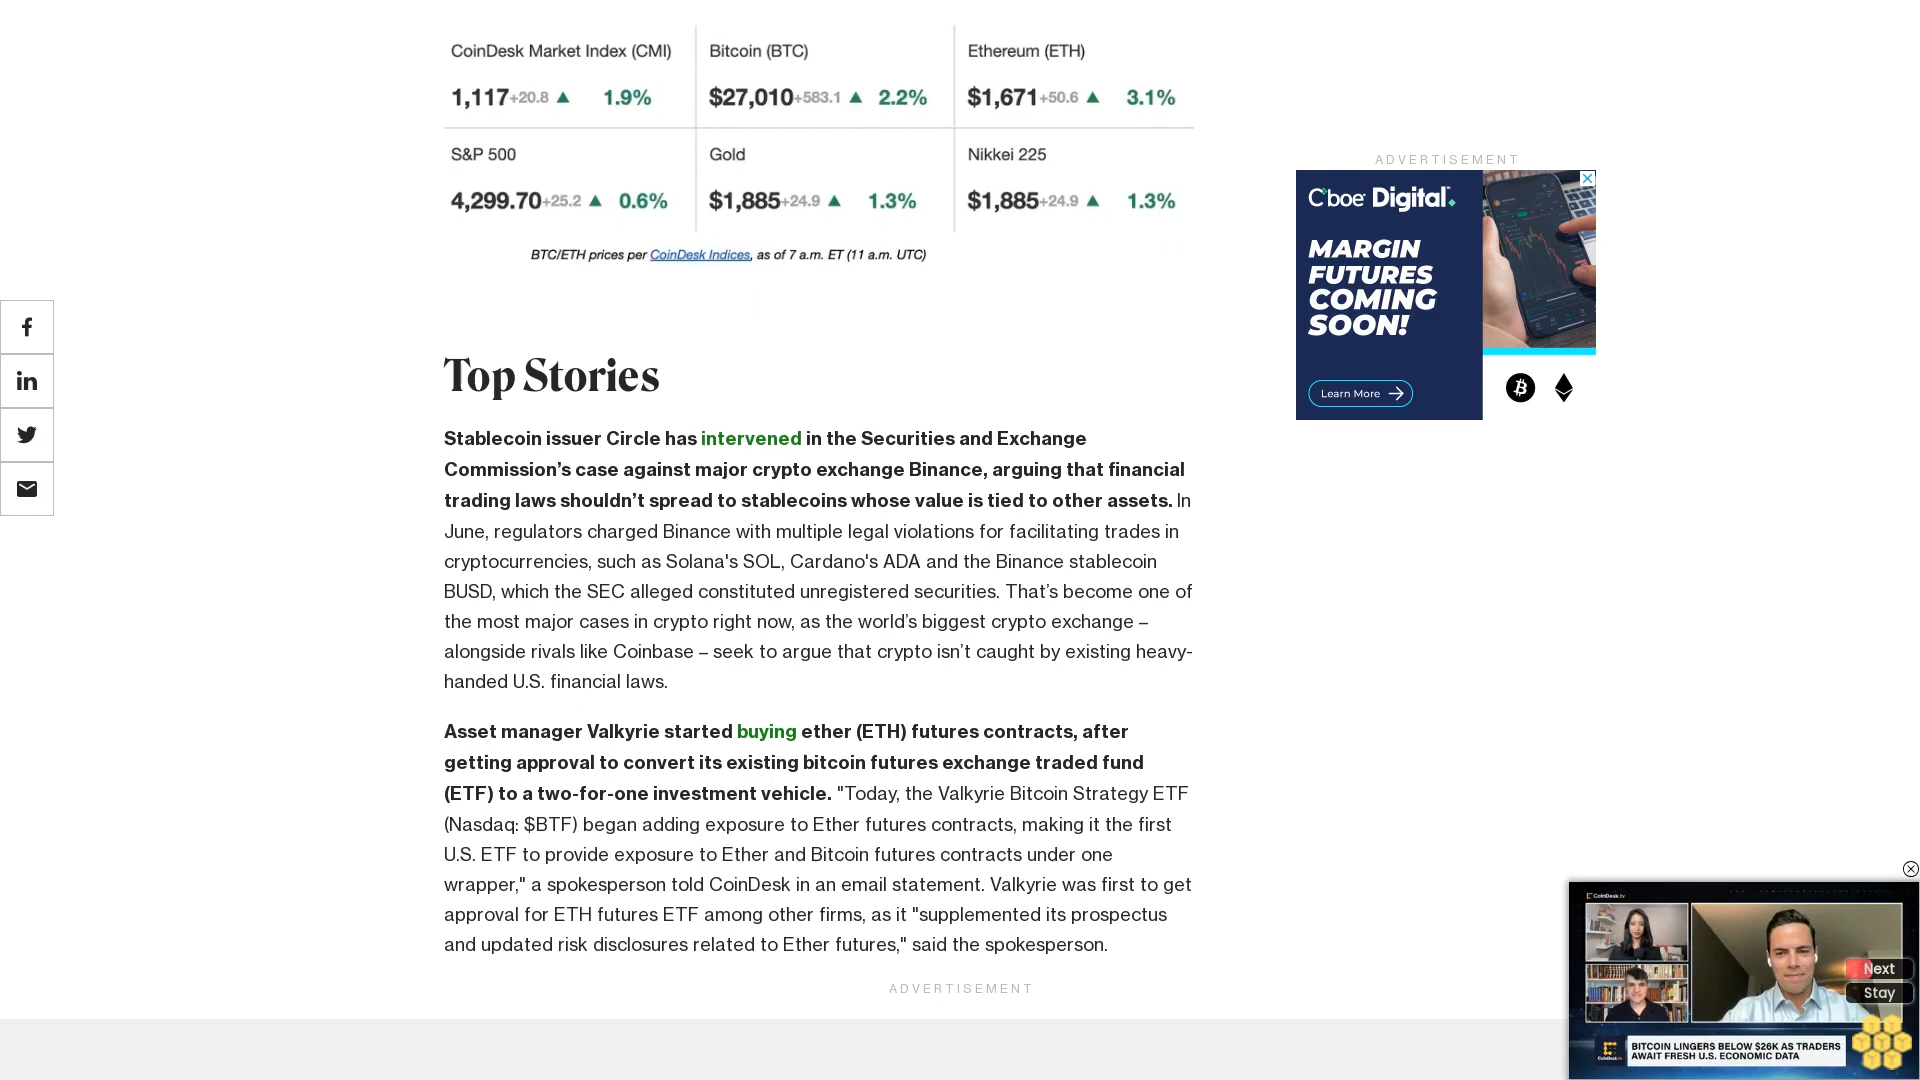 CoinDesk Market Index (CMI)
Bitcoin (BTC)
Ethereum (ETH)
1,117+20.8 ▲ 1.9%
$27,010+583.1 ▲ 2.2%
$1,671+50.6 ▲ 3.1%
S&P 500
Gold
Nikkei 225
4,299.70+25.2 ▲ 0.6%
$1,885+24.9 ▲ 1.3%
$1,885+24.9 ▲ 1.3%
BTC/ETH prices per CoinDesk Indices, as of 7 a.m. ET (11 a.m. UTC)
Top Stories
Stablecoin issuer Circle has intervened in the Securities and Exchange
Commission’s case against major crypto exchange Binance, arguing that financial
trading laws shouldn’t spread to stablecoins whose value is tied to other assets. In
June, regulators charged Binance with multiple legal violations for facilitating trades in
cryptocurrencies, such as Solana's SOL, Cardano's ADA and the Binance stablecoin
BUSD, which the SEC alleged constituted unregistered securities. That’s become one of
the most major cases in crypto right now, as the world’s biggest crypto exchange –
alongside rivals like Coinbase – seek to argue that crypto isn’t caught by existing heavy-
handed U.S. financial laws.
Asset manager Valkyrie started buying ether (ETH) futures contracts, after
getting approval to convert its existing bitcoin futures exchange traded fund
(ETF) to a two-for-one investment vehicle. "Today, the Valkyrie Bitcoin Strategy ETF
(Nasdaq: $BTF) began adding exposure to Ether futures contracts, making it the first
U.S. ETF to provide exposure to Ether and Bitcoin futures contracts under one
wrapper," a spokesperson told CoinDesk in an email statement. Valkyrie was first to get
approval for ETH futures ETF among other firms, as it "supplemented its prospectus
and updated risk disclosures related to Ether futures," said the spokesperson.
ADVERTISEMENT
ADVERTISEMENT
Cboe Digital
MARGIN
FUTURES
COMING
SOON!
Learn More
CoinDesk.tv
Next
Stay
CoinDesk.tv
BITCOIN LINGERS BELOW $26K AS TRADERS
AWAIT FRESH U.S. ECONOMIC DATA